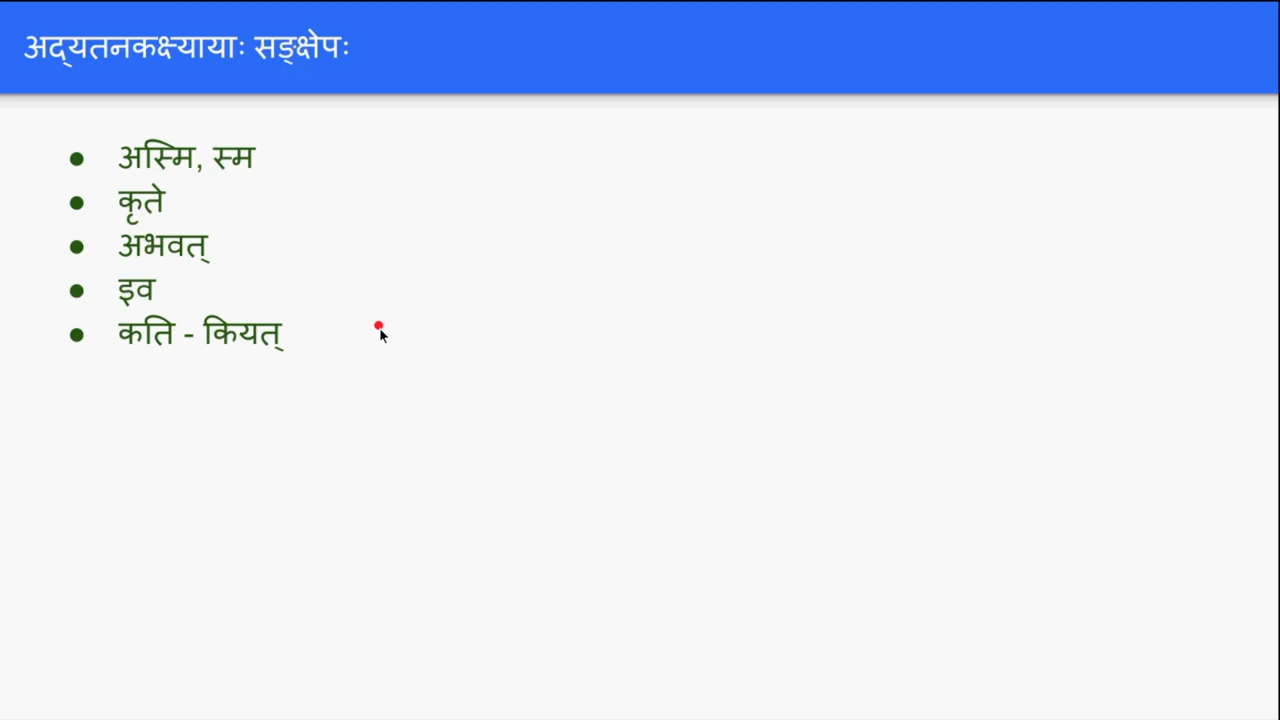 अद्यतनकक्ष्यायाः सङ्क्षेपः
● अस्मि, स्म
● कृते
● अभवत्
● इव
● कति - कियत्